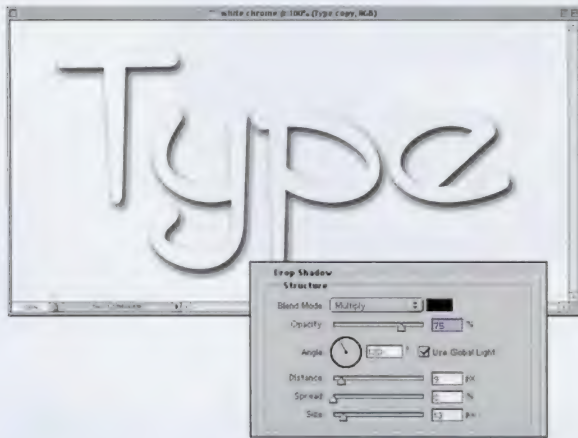 white chrome @ 100% (Type copy, RGB)
Type
Drop Shadow
Structure
Blend Mode: Multiply
Opacity: 75 %
Angle: ° Use Global Light
Distance: px
Spread: %
Size: px